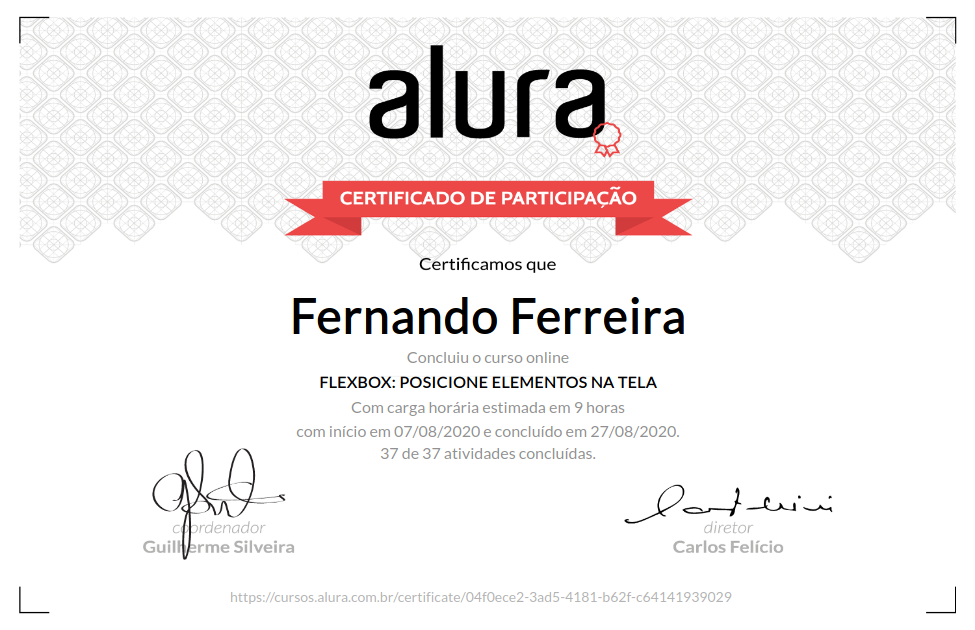 alura
CERTIFICADO DE PARTICIPAÇÃO
Certificamos que
Fernando Ferreira
Concluiu o curso online
FLEXBOX: POSICIONE ELEMENTOS NA TELA
Com carga horária estimada em 9 horas
com início em 07/08/2020 e concluído em 27/08/2020.
37 de 37 atividades concluídas.
coordenador
Guilherme Silveira
diretor
Carlos Felício
https://cursos.alura.com.br/certificate/04f0ece2-3ad5-4181-b62f-c64141939029